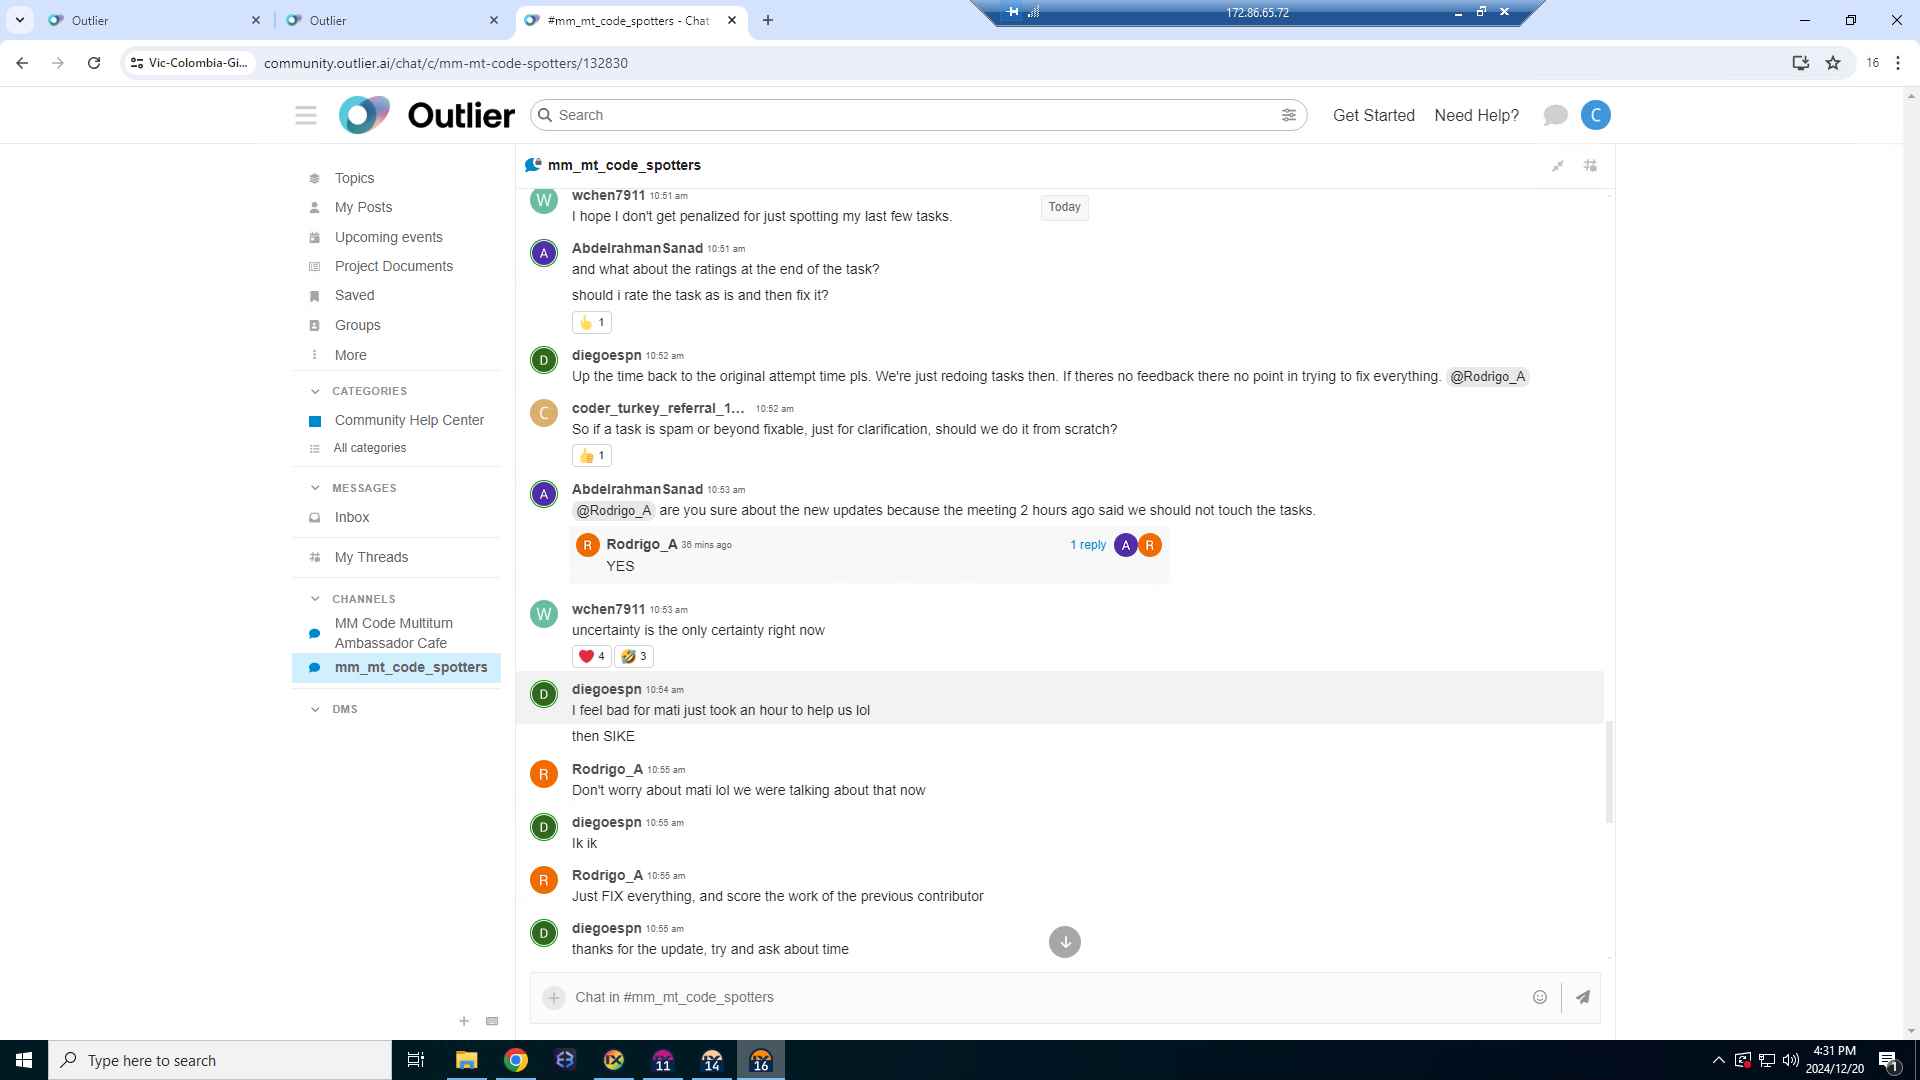 Outlier
Outlier
#mm_mt_code_spotters - Chat
172.86.65.72
Vic-Colombia-Gi...
community.outlier.ai/chat/c/mm-mt-code-spotters/132830
16
Outlier
Search
Get Started
Need Help?
C
Topics
My Posts
Upcoming events
Project Documents
Saved
Groups
More
CATEGORIES
Community Help Center
All categories
MESSAGES
Inbox
My Threads
CHANNELS
MM Code Multiturn
Ambassador Cafe
mm_mt_code_spotters
DMS
mm_mt_code_spotters
Today
W
wchen7911 10:51 am
I hope I don't get penalized for just spotting my last few tasks.
A
AbdelrahmanSanad 10:51 am
and what about the ratings at the end of the task?
should i rate the task as is and then fix it?
1
D
diegoespn 10:52 am
Up the time back to the original attempt time pls. We're just redoing tasks then. If theres no feedback there no point in trying to fix everything. @Rodrigo_A
C
coder_turkey_referral_1... 10:52 am
So if a task is spam or beyond fixable, just for clarification, should we do it from scratch?
1
A
AbdelrahmanSanad 10:53 am
@Rodrigo_A are you sure about the new updates because the meeting 2 hours ago said we should not touch the tasks.
R
Rodrigo_A 36 mins ago
1 reply
A
R
YES
W
wchen7911 10:53 am
uncertainty is the only certainty right now
4
3
D
diegoespn 10:54 am
I feel bad for mati just took an hour to help us lol
then SIKE
R
Rodrigo_A 10:55 am
Don't worry about mati lol we were talking about that now
D
diegoespn 10:55 am
Ik ik
R
Rodrigo_A 10:55 am
Just FIX everything, and score the work of the previous contributor
D
diegoespn 10:55 am
thanks for the update, try and ask about time
Chat in #mm_mt_code_spotters
Type here to search
11
14
16
4:31 PM
2024/12/20
1